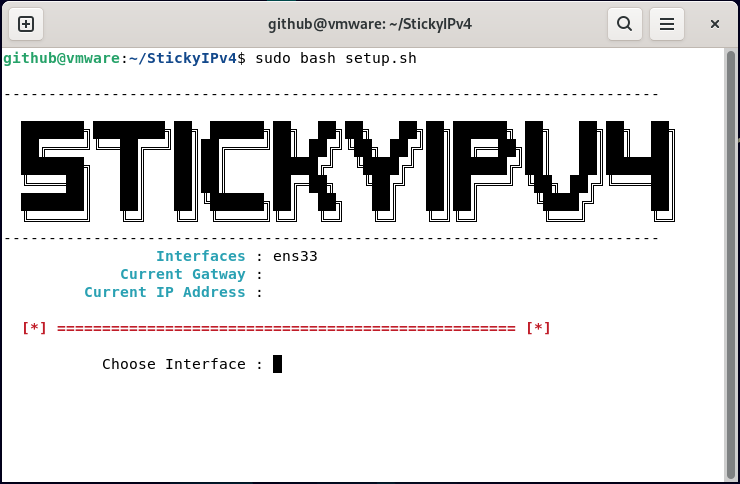 github@vmware: ~/StickyIPv4
github@vmware:~/StickyIPv4$ sudo bash setup.sh
-------------------------------------------------------------------------
STICKYIPV4
-------------------------------------------------------------------------
Interfaces : ens33
Current Gatway :
Current IP Address :
[*] =================================================== [*]
Choose Interface :